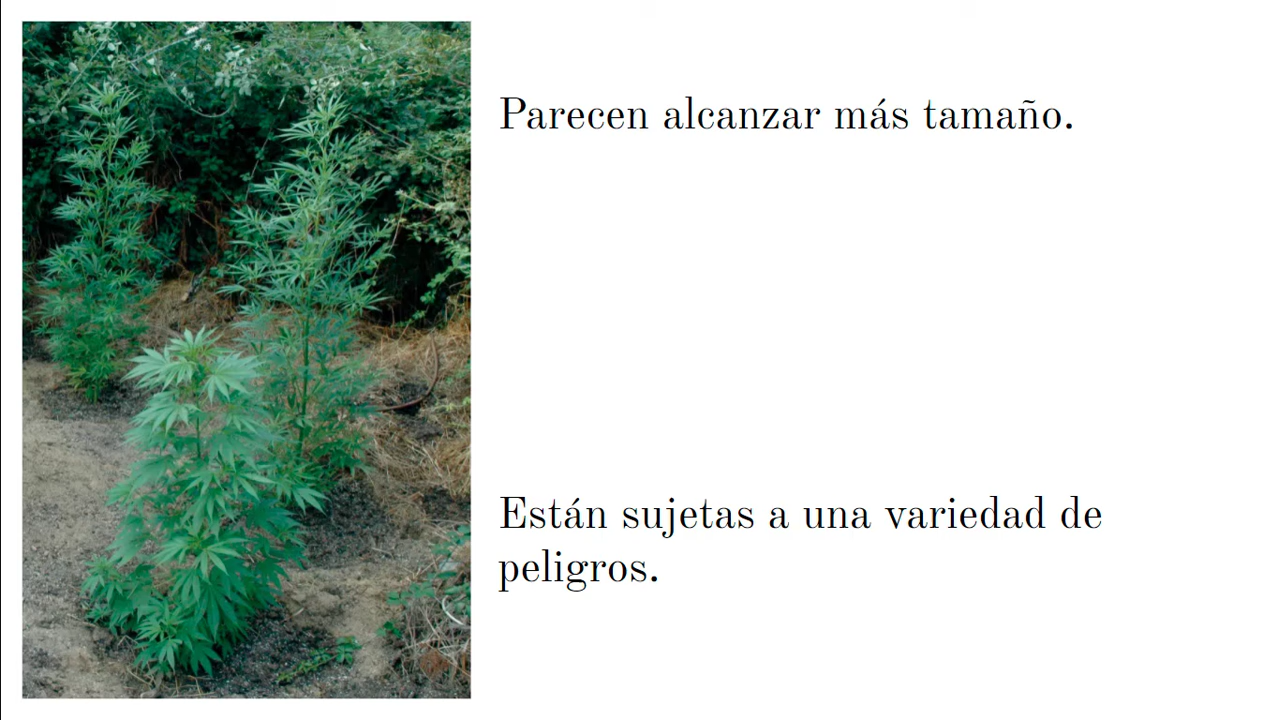 Parecen alcanzar más tamaño.
Están sujetas a una variedad de
peligros.